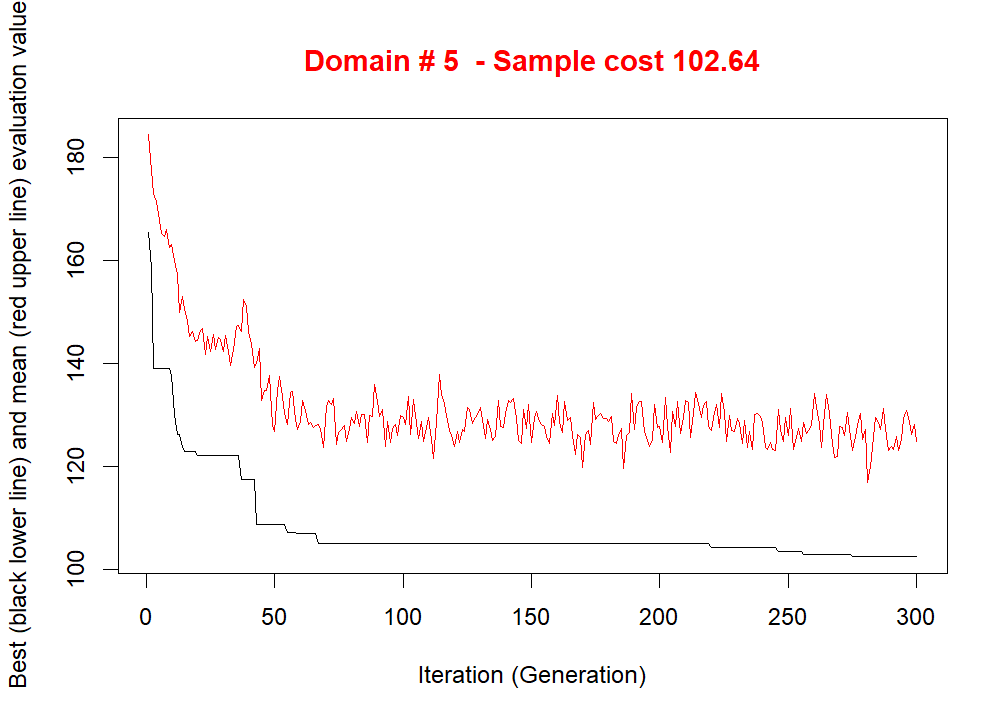 Domain # 5  - Sample cost 102.64
Best (black lower line) and mean (red upper line) evaluation value
180
160
140
120
100
0 50 100 150 200 250 300
Iteration (Generation)